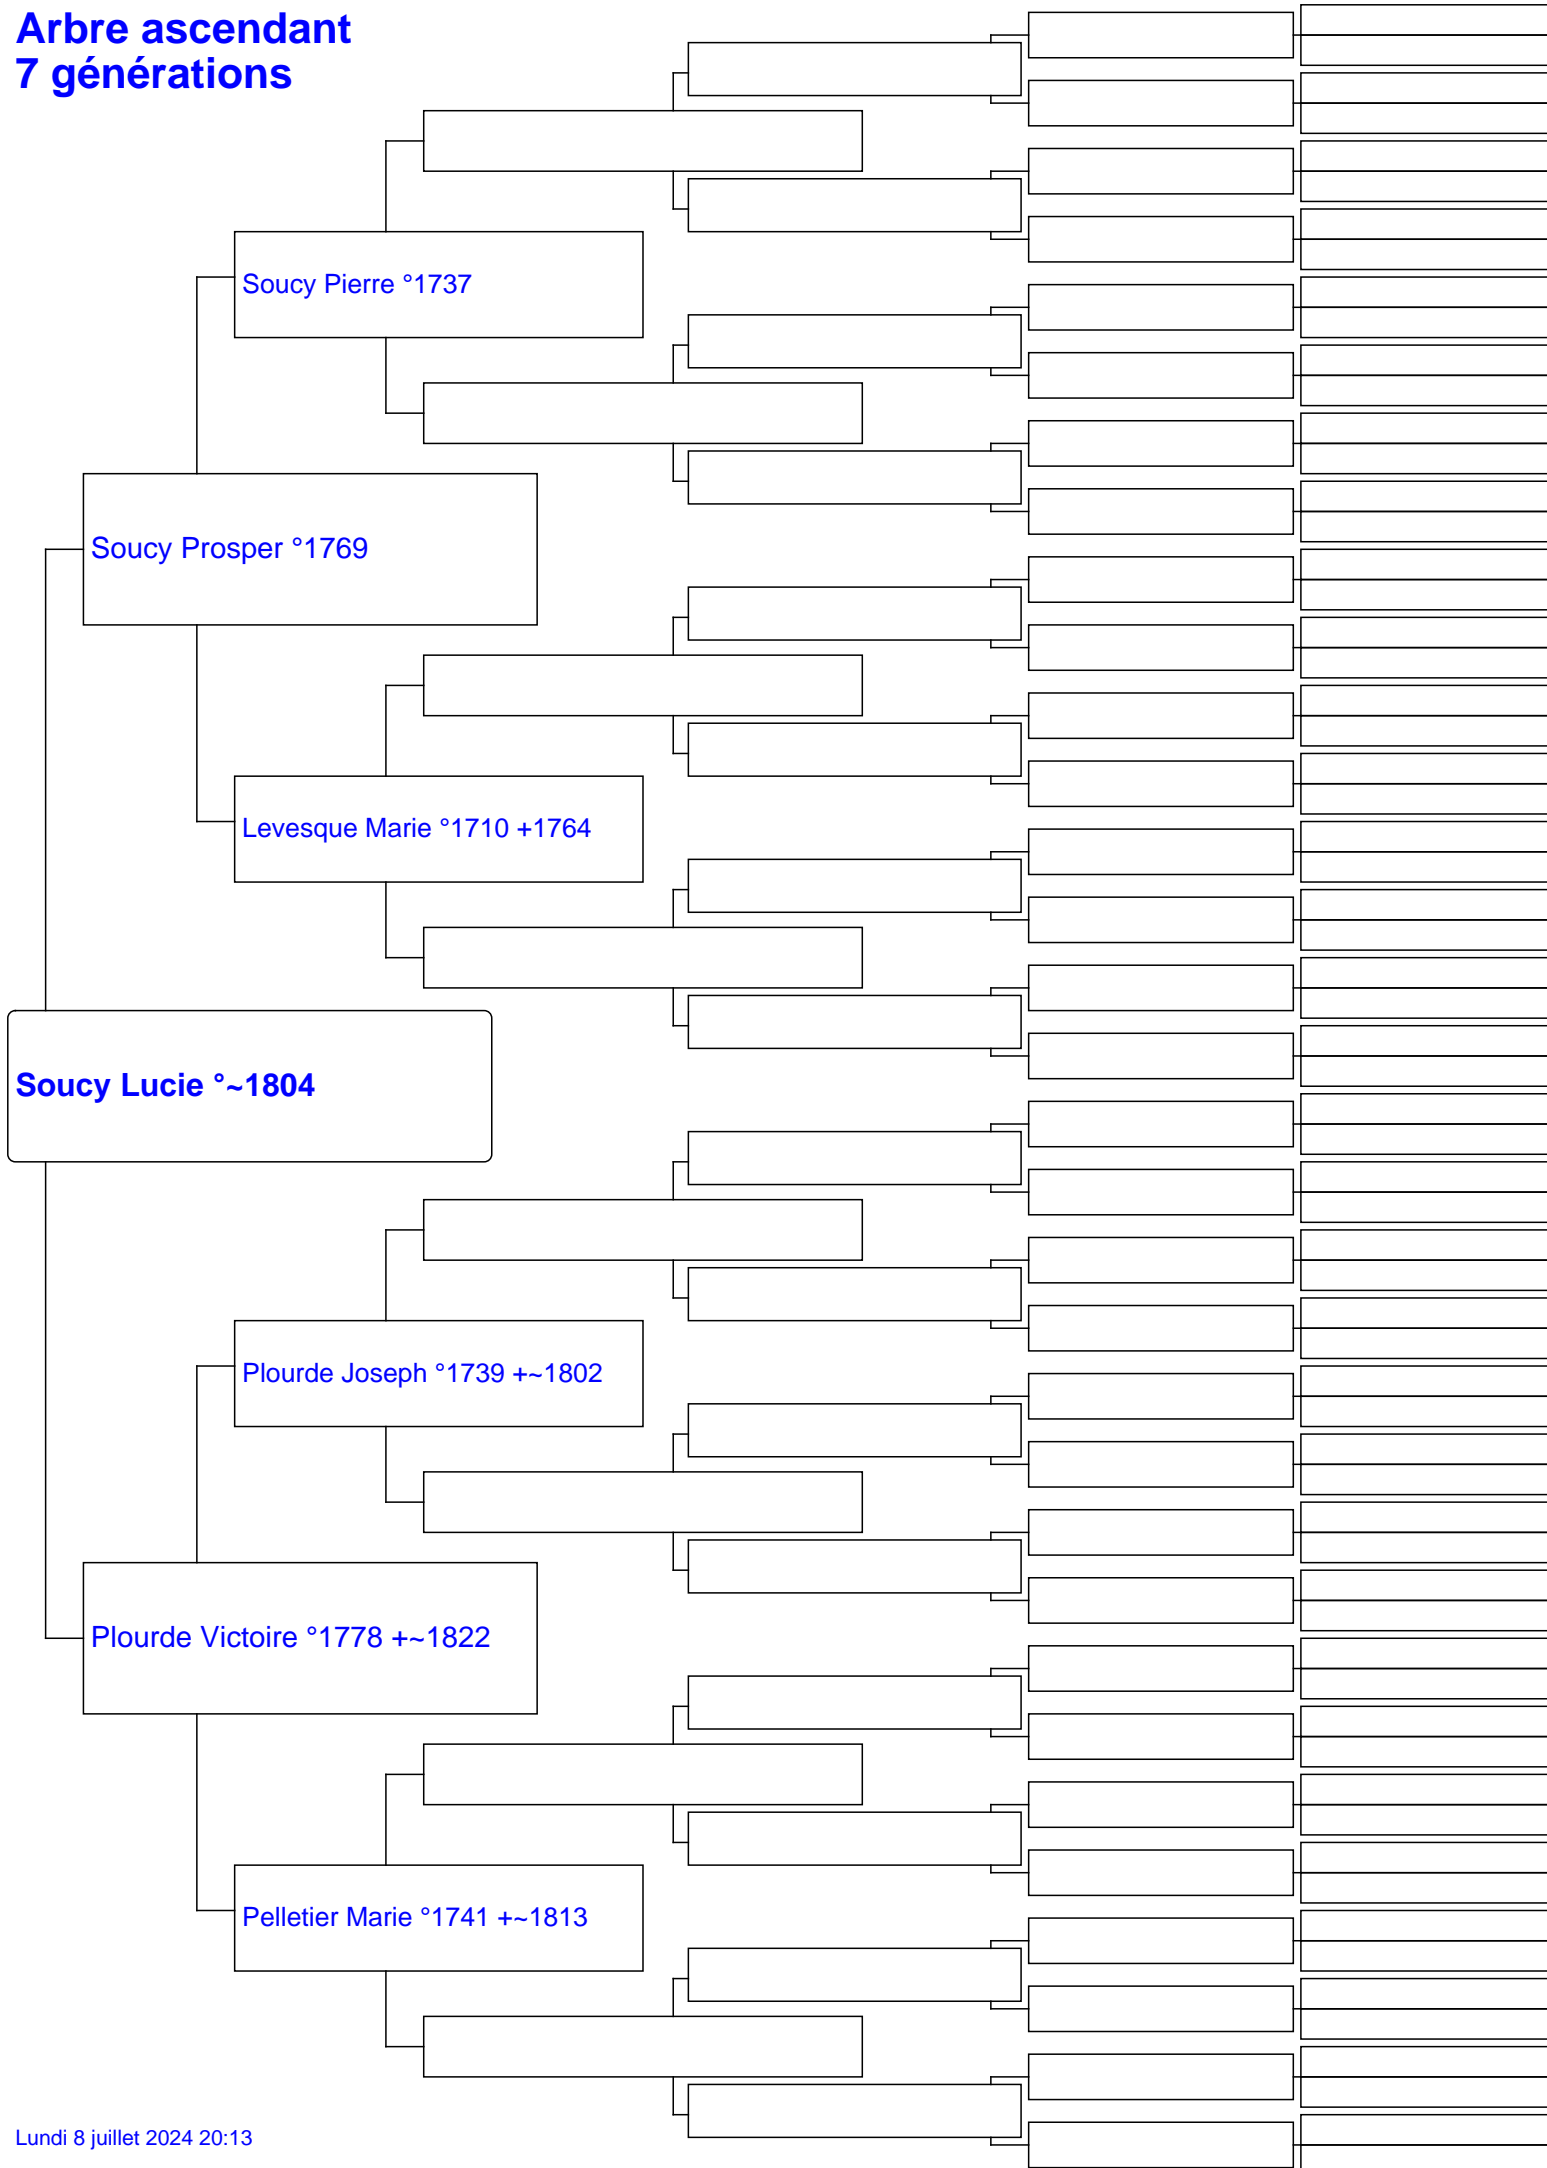 Arbre ascendant
7 générations
Soucy Pierre °1737
Soucy Prosper °1769
Levesque Marie °1710 +1764
Soucy Lucie °~1804
Plourde Joseph °1739 +~1802
Plourde Victoire °1778 +~1822
Pelletier Marie °1741 +~1813
Lundi 8 juillet 2024 20:13